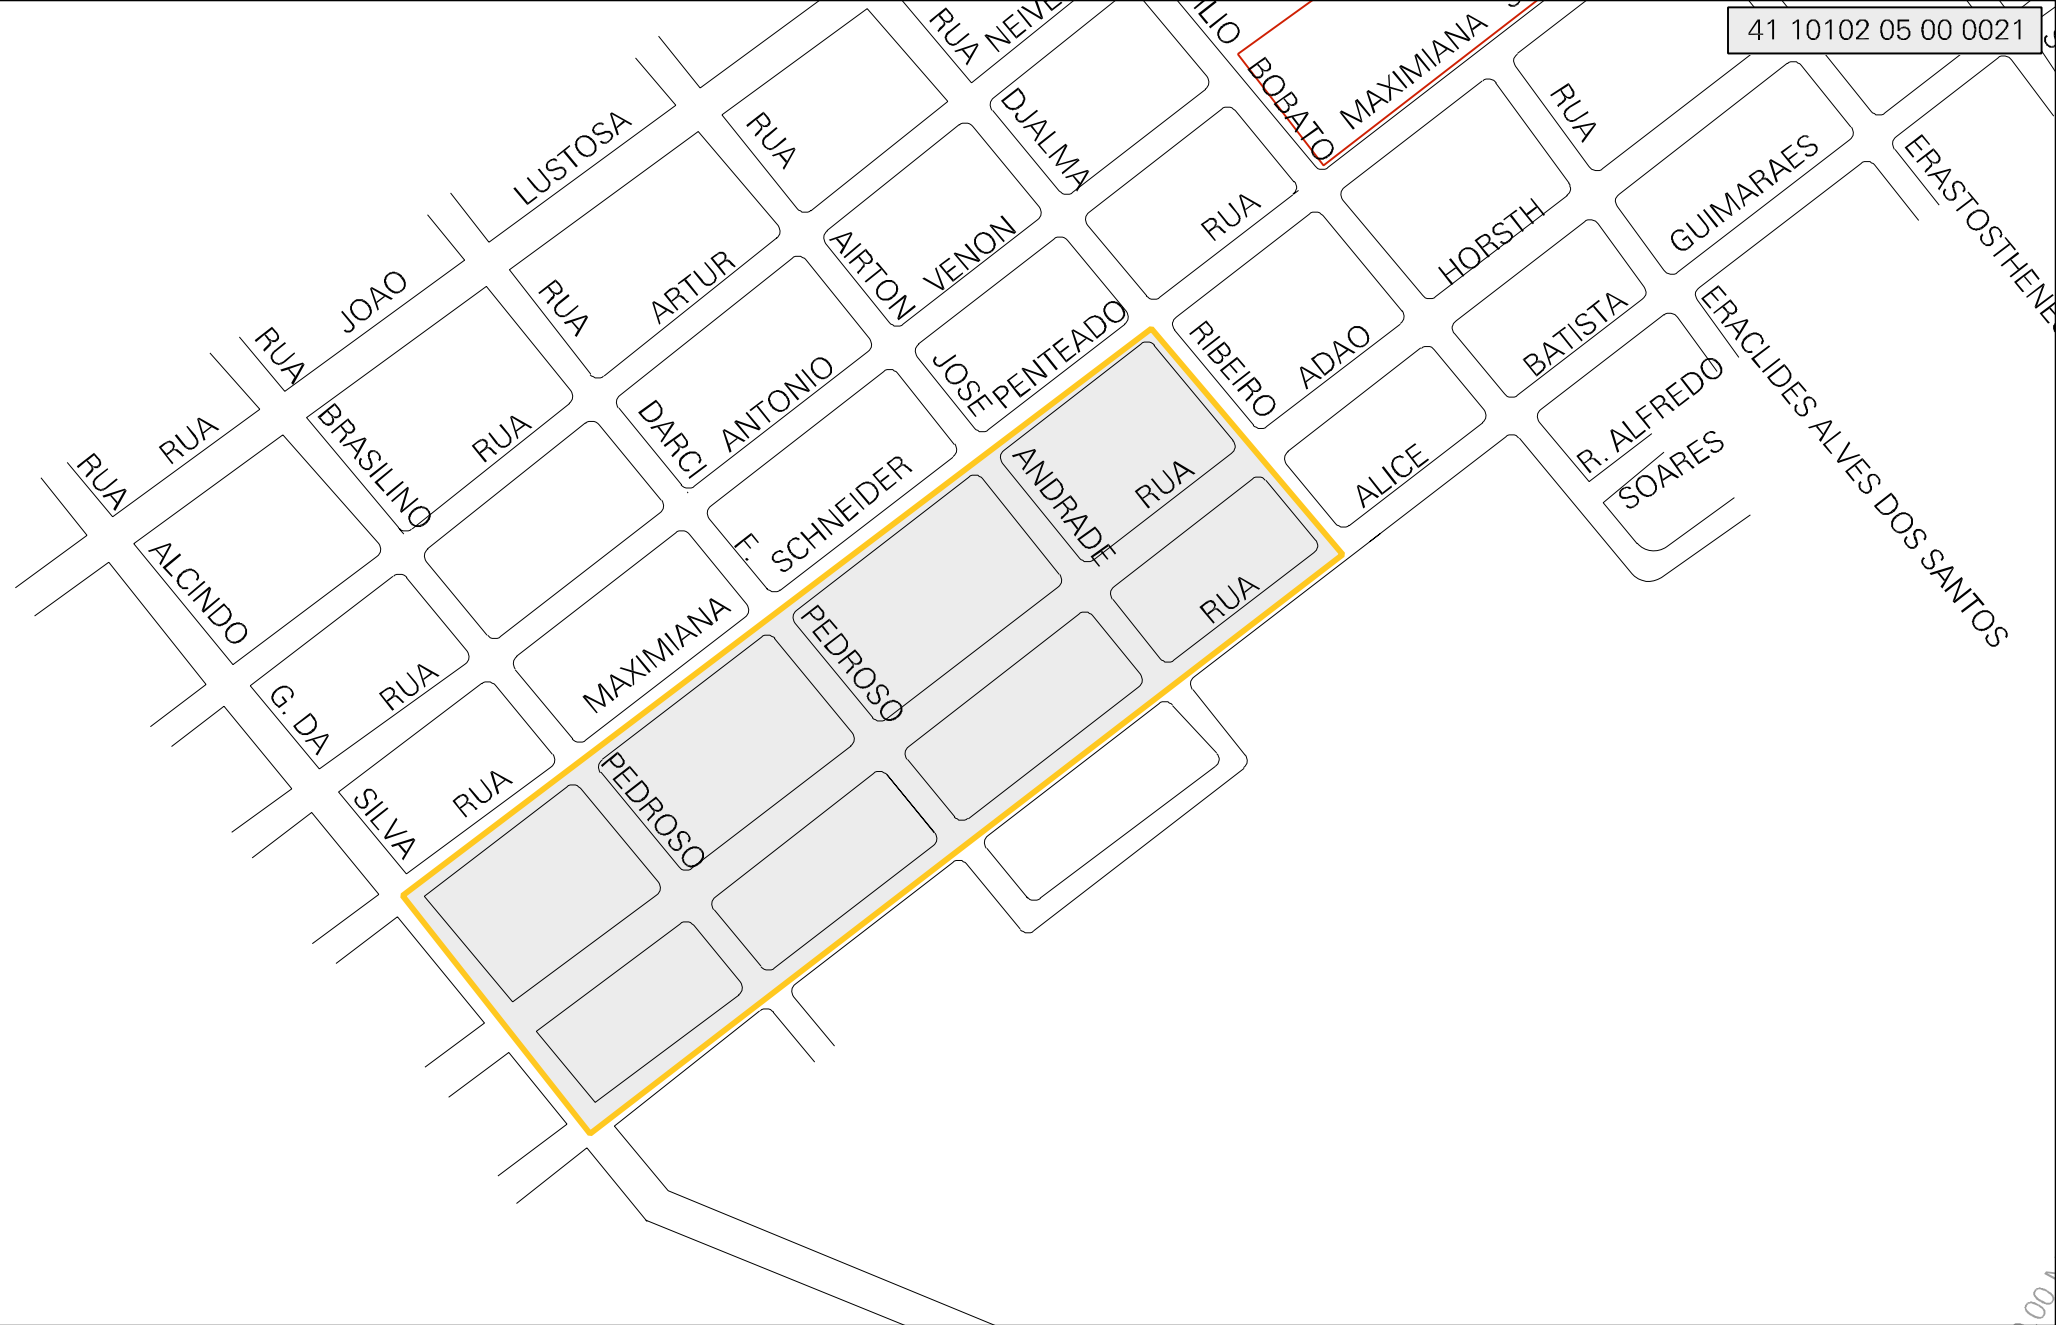 41 10102 05 00 0021
RUA
NEIVE
LIO
BOBATO
MAXIMIANA
RUA
LUSTOSA
RUA
DJALMA
GUIMARAES
ERASTOSTHENE
RUA
HORSTH
AIRTON
VENON
RUA
ARTUR
JOAO
RUA
BATISTA
ERACLIDES ALVES DOS SANTOS
PENTEADO
RIBEIRO
ADAO
JOSE
R. ALFREDO
SOARES
ANTONIO
DARCI
RUA
BRASILINO
RUA
RUA
ALICE
ANDRADE
RUA
SCHNEIDER
F.
ALCINDO
RUA
MAXIMIANA
PEDROSO
RUA
G. DA
PEDROSO
RUA
SILVA
00